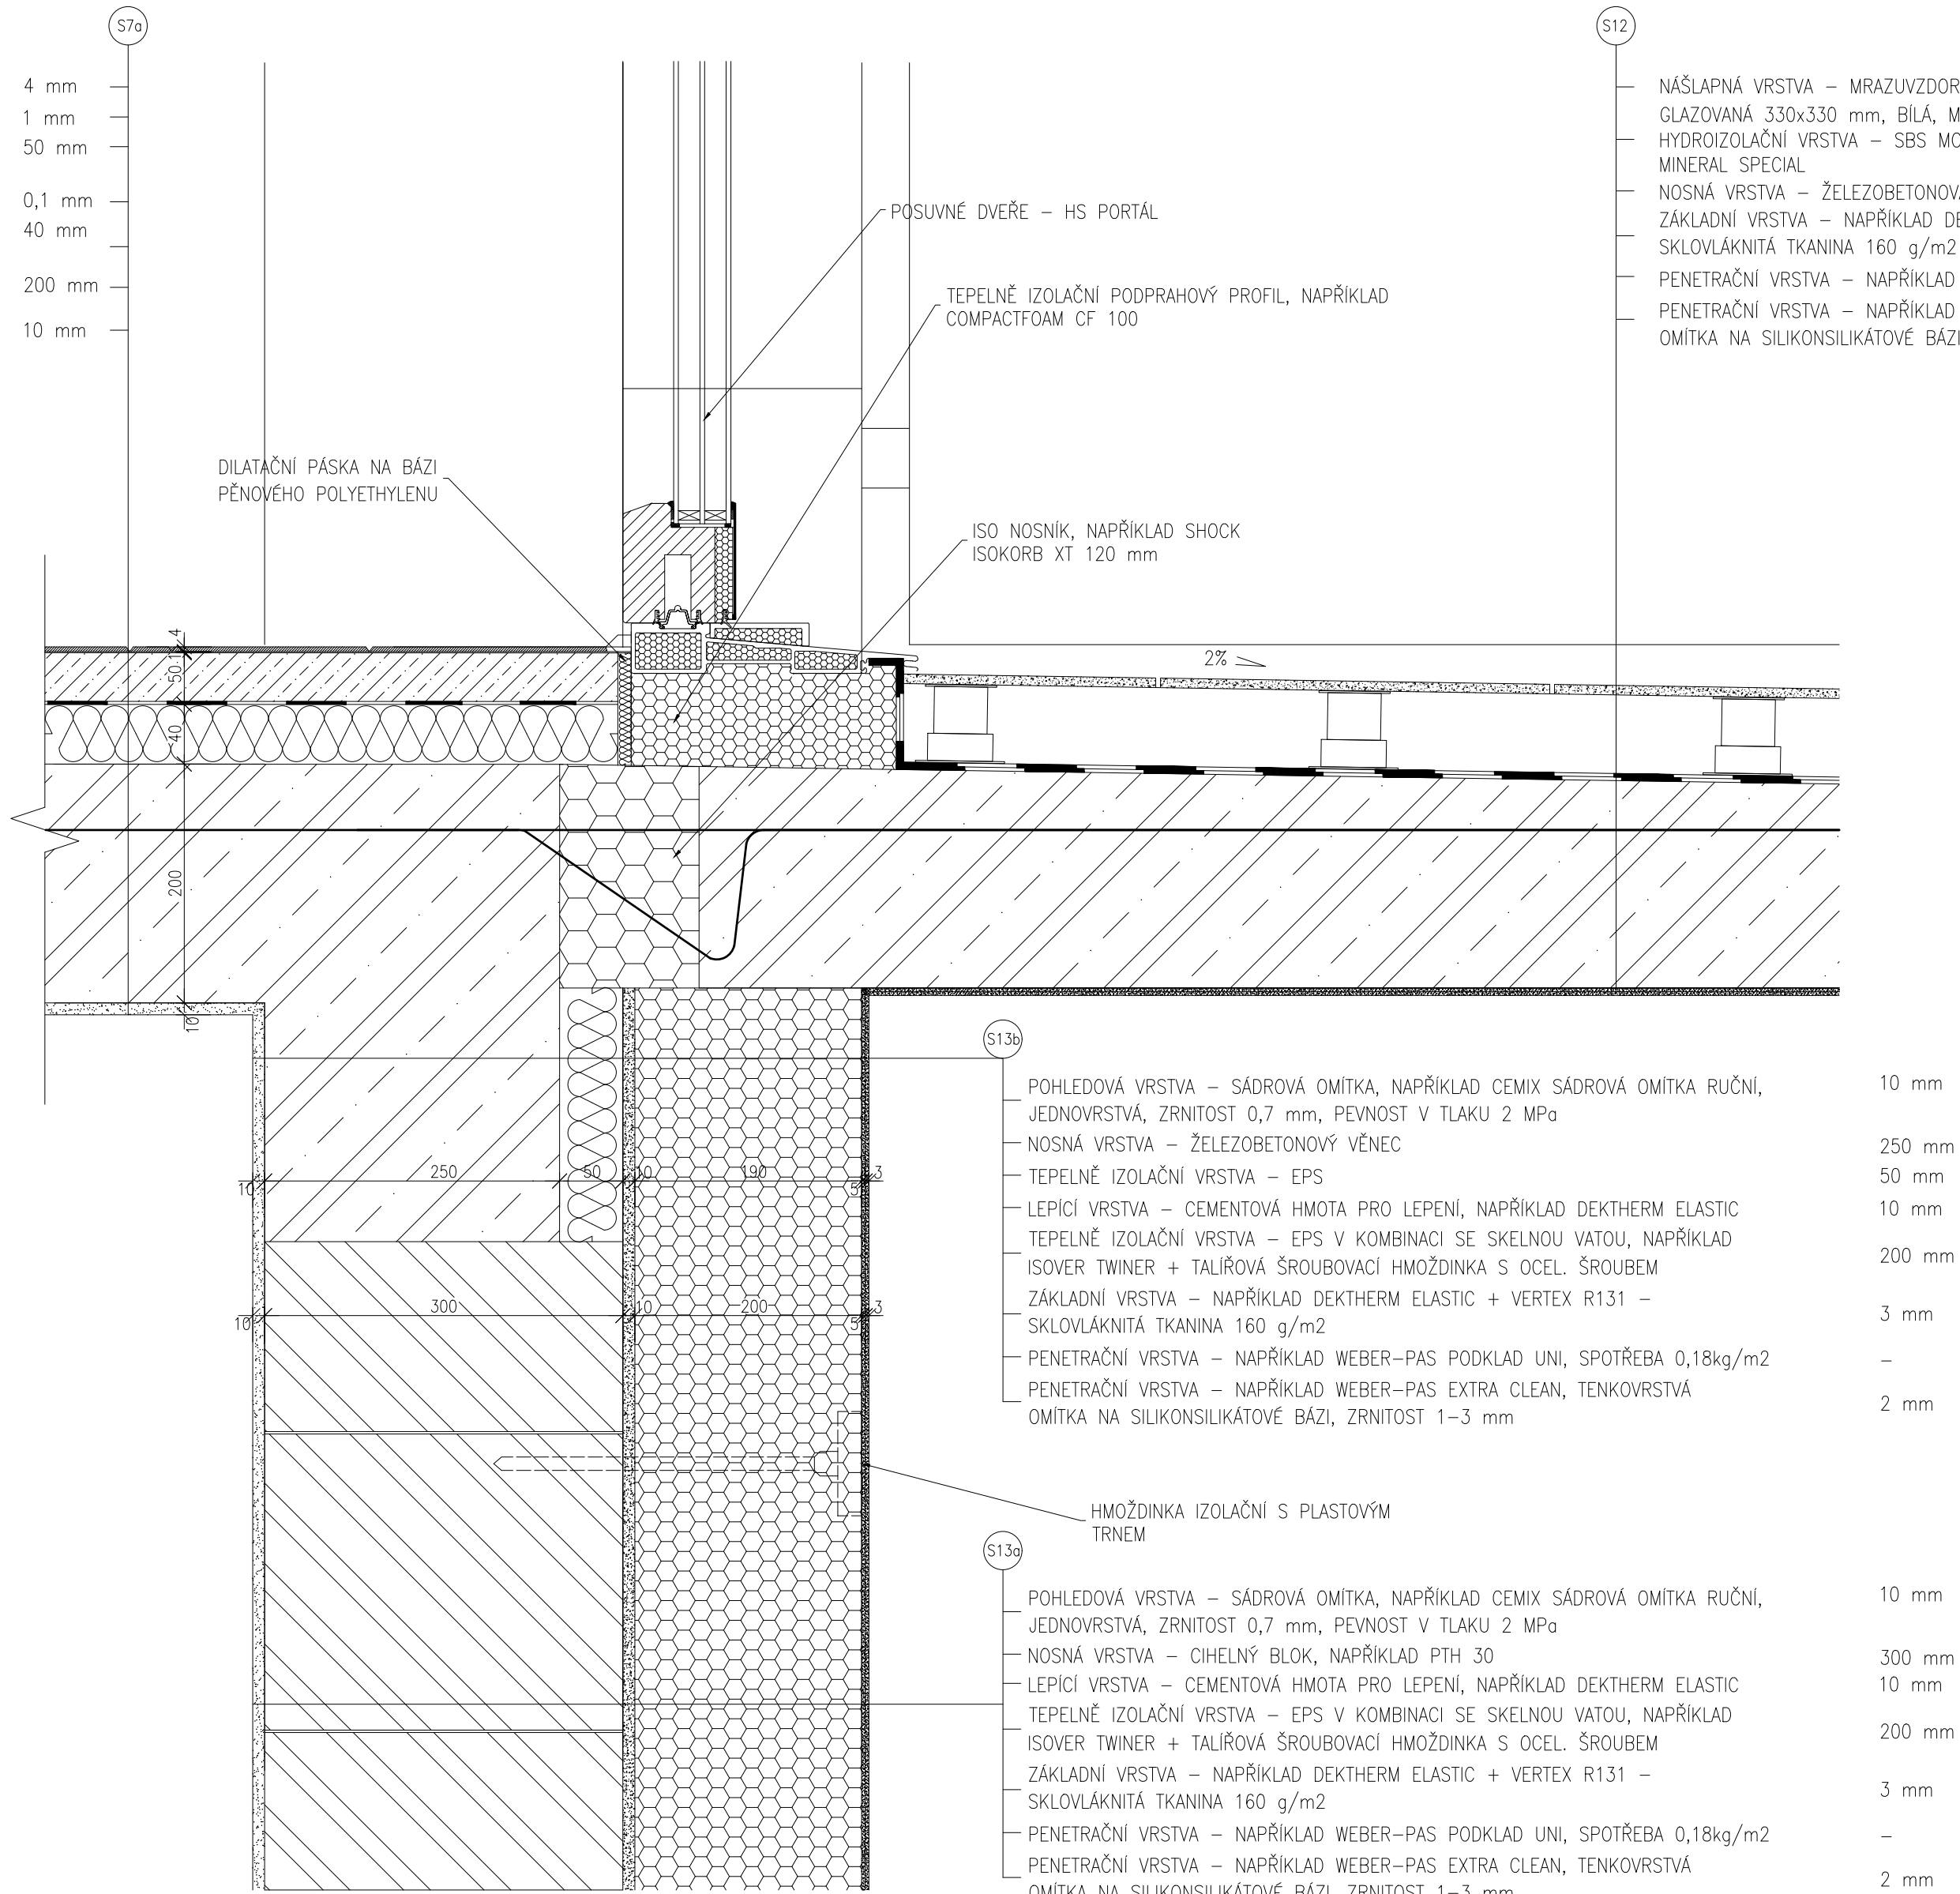 S7a
4 mm
1 mm
50 mm
0,1 mm
40 mm
200 mm
10 mm
S12
NÁŠLAPNÁ VRSTVA – MRAZUVZDOR
GLAZOVANÁ 330x330 mm, BÍLÁ, M
HYDROIZOLAČNÍ VRSTVA – SBS MO
MINERAL SPECIAL
NOSNÁ VRSTVA – ŽELEZOBETONOVÁ
ZÁKLADNÍ VRSTVA – NAPŘÍKLAD DE
SKLOVLÁKNITÁ TKANINA 160 g/m2
PENETRAČNÍ VRSTVA – NAPŘÍKLAD
PENETRAČNÍ VRSTVA – NAPŘÍKLAD
OMÍTKA NA SILIKONSILIKÁTOVÉ BÁZI
POSUVNÉ DVEŘE – HS PORTÁL
TEPELNĚ IZOLAČNÍ PODPRAHOVÝ PROFIL, NAPŘÍKLAD
COMPACTFOAM CF 100
DILATAČNÍ PÁSKA NA BÁZI
PĚNOVÉHO POLYETHYLENU
ISO NOSNÍK, NAPŘÍKLAD SHOCK
ISOKORB XT 120 mm
2%
4
1
50
40
200
10
S13b
POHLEDOVÁ VRSTVA – SÁDROVÁ OMÍTKA, NAPŘÍKLAD CEMIX SÁDROVÁ OMÍTKA RUČNÍ, 10 mm
JEDNOVRSTVÁ, ZRNITOST 0,7 mm, PEVNOST V TLAKU 2 MPa
NOSNÁ VRSTVA – ŽELEZOBETONOVÝ VĚNEC 250 mm
TEPELNĚ IZOLAČNÍ VRSTVA – EPS 50 mm
LEPÍCÍ VRSTVA – CEMENTOVÁ HMOTA PRO LEPENÍ, NAPŘÍKLAD DEKTHERM ELASTIC 10 mm
TEPELNĚ IZOLAČNÍ VRSTVA – EPS V KOMBINACI SE SKELNOU VATOU, NAPŘÍKLAD
ISOVER TWINER + TALÍŘOVÁ ŠROUBOVACÍ HMOŽDINKA S OCEL. ŠROUBEM 200 mm
ZÁKLADNÍ VRSTVA – NAPŘÍKLAD DEKTHERM ELASTIC + VERTEX R131 – 3 mm
SKLOVLÁKNITÁ TKANINA 160 g/m2
PENETRAČNÍ VRSTVA – NAPŘÍKLAD WEBER–PAS PODKLAD UNI, SPOTŘEBA 0,18kg/m2 –
PENETRAČNÍ VRSTVA – NAPŘÍKLAD WEBER–PAS EXTRA CLEAN, TENKOVRSTVÁ 2 mm
OMÍTKA NA SILIKONSILIKÁTOVÉ BÁZI, ZRNITOST 1–3 mm
10 250 50 10 190 5 3
10 300 10 200 5 3
HMOŽDINKA IZOLAČNÍ S PLASTOVÝM
TRNEM
S13a
POHLEDOVÁ VRSTVA – SÁDROVÁ OMÍTKA, NAPŘÍKLAD CEMIX SÁDROVÁ OMÍTKA RUČNÍ, 10 mm
JEDNOVRSTVÁ, ZRNITOST 0,7 mm, PEVNOST V TLAKU 2 MPa
NOSNÁ VRSTVA – CIHELNÝ BLOK, NAPŘÍKLAD PTH 30 300 mm
LEPÍCÍ VRSTVA – CEMENTOVÁ HMOTA PRO LEPENÍ, NAPŘÍKLAD DEKTHERM ELASTIC 10 mm
TEPELNĚ IZOLAČNÍ VRSTVA – EPS V KOMBINACI SE SKELNOU VATOU, NAPŘÍKLAD
ISOVER TWINER + TALÍŘOVÁ ŠROUBOVACÍ HMOŽDINKA S OCEL. ŠROUBEM 200 mm
ZÁKLADNÍ VRSTVA – NAPŘÍKLAD DEKTHERM ELASTIC + VERTEX R131 – 3 mm
SKLOVLÁKNITÁ TKANINA 160 g/m2
PENETRAČNÍ VRSTVA – NAPŘÍKLAD WEBER–PAS PODKLAD UNI, SPOTŘEBA 0,18kg/m2 –
PENETRAČNÍ VRSTVA – NAPŘÍKLAD WEBER–PAS EXTRA CLEAN, TENKOVRSTVÁ 2 mm
OMÍTKA NA SILIKONSILIKÁTOVÉ BÁZI, ZRNITOST 1–3 mm